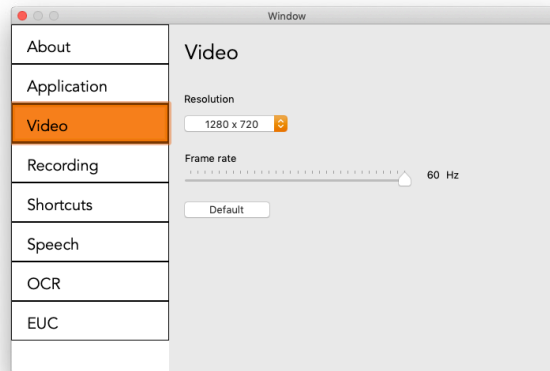 Window
About
Application
Video
Recording
Shortcuts
Speech
OCR
EUC
Video
Resolution
1280 x 720
Frame rate
60 Hz
Default